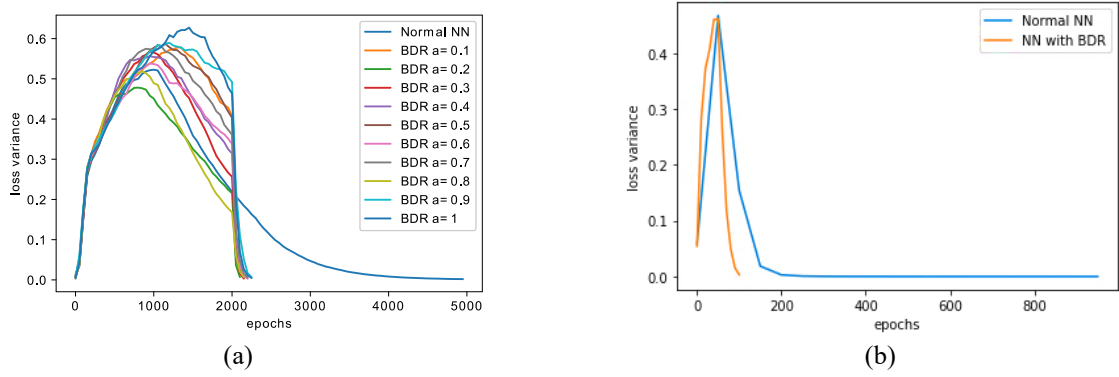 Normal NN
BDR a= 0.1
BDR a= 0.2
BDR a= 0.3
BDR a= 0.4
BDR a= 0.5
BDR a= 0.6
BDR a= 0.7
BDR a= 0.8
BDR a= 0.9
BDR a= 1
loss variance
0.6
0.5
0.4
0.3
0.2
0.1
0.0
0 1000 2000 3000 4000 5000
epochs
(a)
Normal NN
NN with BDR
loss variance
0.4
0.3
0.2
0.1
0.0
0 200 400 600 800
epochs
(b)